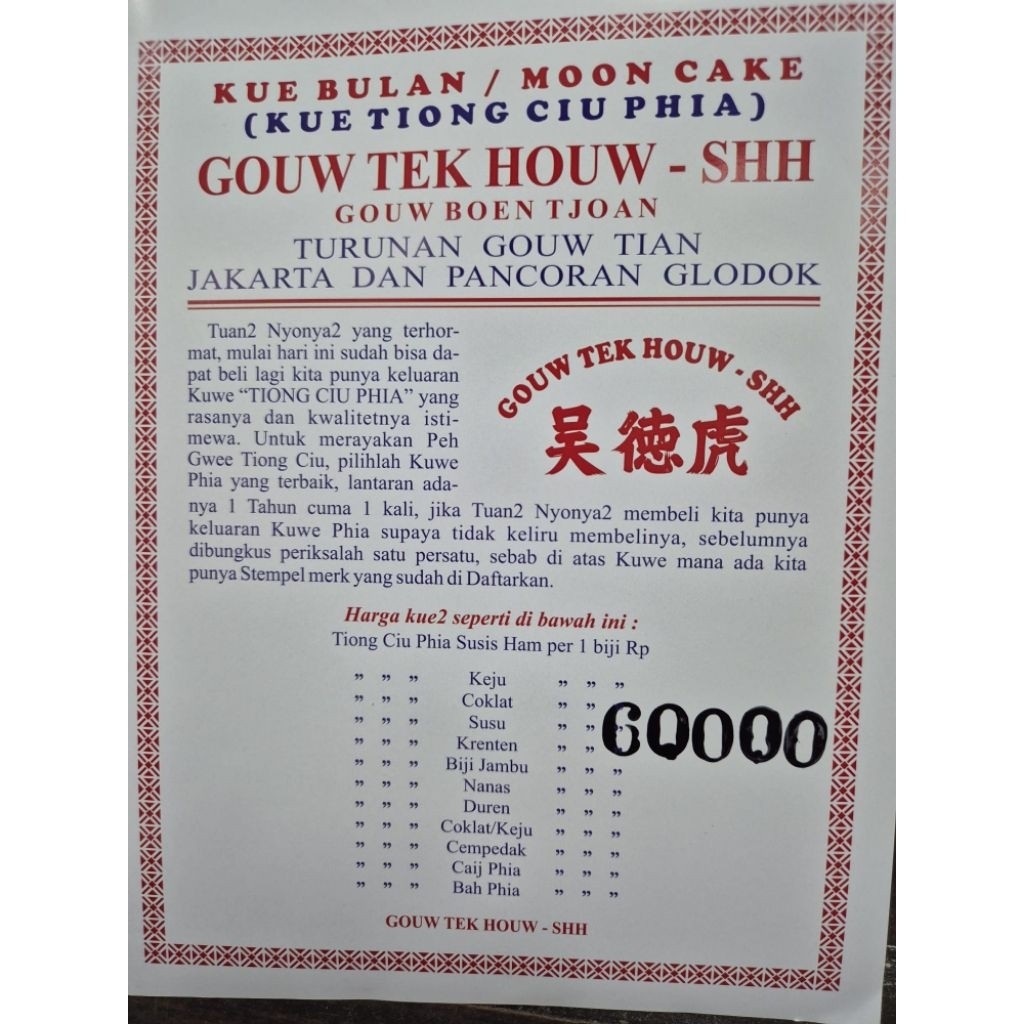 KUE BULAN / MOON CAKE
(KUE TIONG CIU PHIA)
GOUW TEK HOUW - SHH
GOUW BOEN TJOAN
TURUNAN GOUW TIAN
JAKARTA DAN PANCORAN GLODOK
Tuan2 Nyonya2 yang terhor-
mat, mulai hari ini sudah bisa da-
pat beli lagi kita punya keluaran
Kuwe “TIONG CIU PHIA” yang
rasanya dan kwalitetnya isti-
mewa. Untuk merayakan Peh
Gwee Tiong Ciu, pilihlah Kuwe
Phia yang terbaik, lantaran ada-
nya 1 Tahun cuma 1 kali, jika Tuan2 Nyonya2 membeli kita punya
keluaran Kuwe Phia supaya tidak keliru membelinya, sebelumnya
dibungkus periksalah satu persatu, sebab di atas Kuwe mana ada kita
punya Stempel merk yang sudah di Daftarkan.
GOUW TEK HOUW - SHH
吴德虎
Harga kue2 seperti di bawah ini :
Tiong Ciu Phia Susis Ham per 1 biji Rp
” ” ” Keju ” ” ”
” ” ” Coklat ” ”
” ” ” Susu ” ”
” ” ” Krenten ” ”
60000
” ” ” Biji Jambu ” ” ”
” ” ” Nanas ” ” ”
” ” ” Duren ” ” ”
” ” ” Coklat/Keju ” ” ”
” ” ” Cempedak ” ” ”
” ” ” Caij Phia ” ” ”
” ” ” Bah Phia ” ” ”
GOUW TEK HOUW - SHH